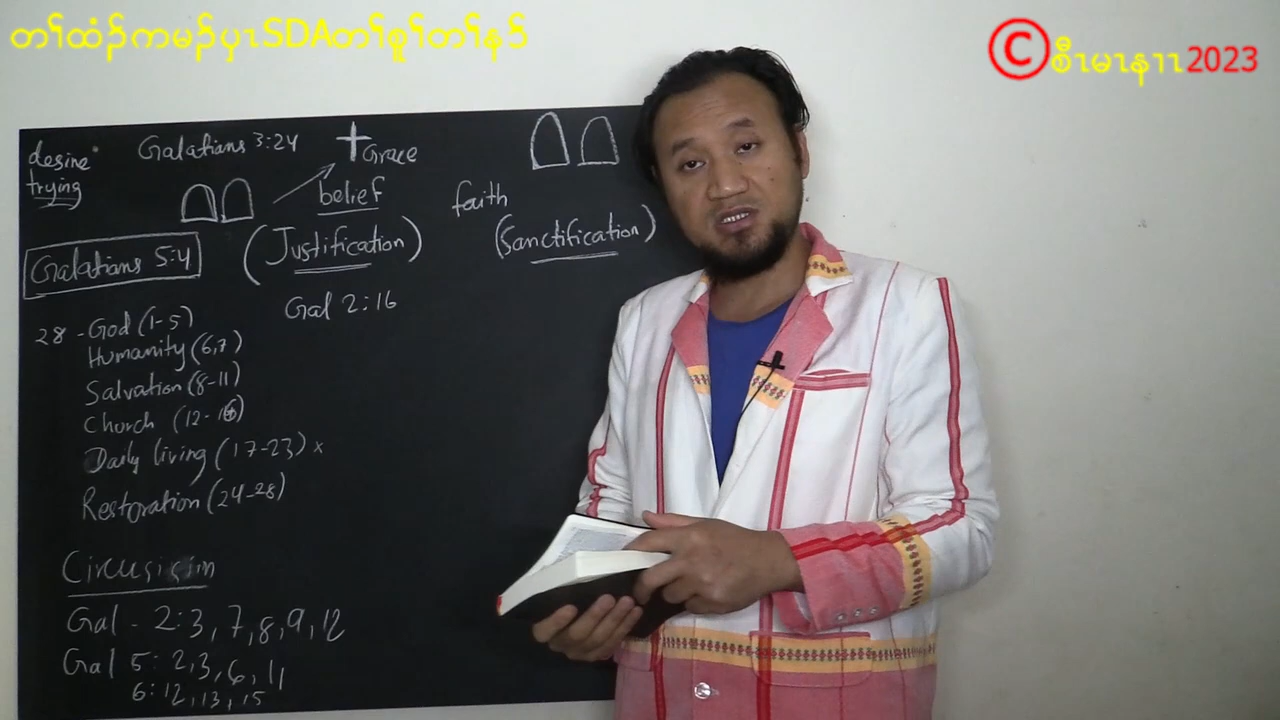 တၢ်ထံၣ်ကမၣ်ပှၤSDAတၢ်စူၢ်တၢ်နာ်
©စီၤမၤနၢၤ2023
desire
trying
Galatians 3:24
Grace
belief
faith
Galatians 5:4
(Justification)
(Sanctification)
Gal 2:16
28 - God (1-5)
Humanity (6,7)
Salvation (8-11)
Church (12-16)
Daily living (17-23) x
Restoration (24-28)
Gal - 2:3, 7, 8, 9, 12
Gal 5: 2, 3, 6, 11
6: 12, 13, 15